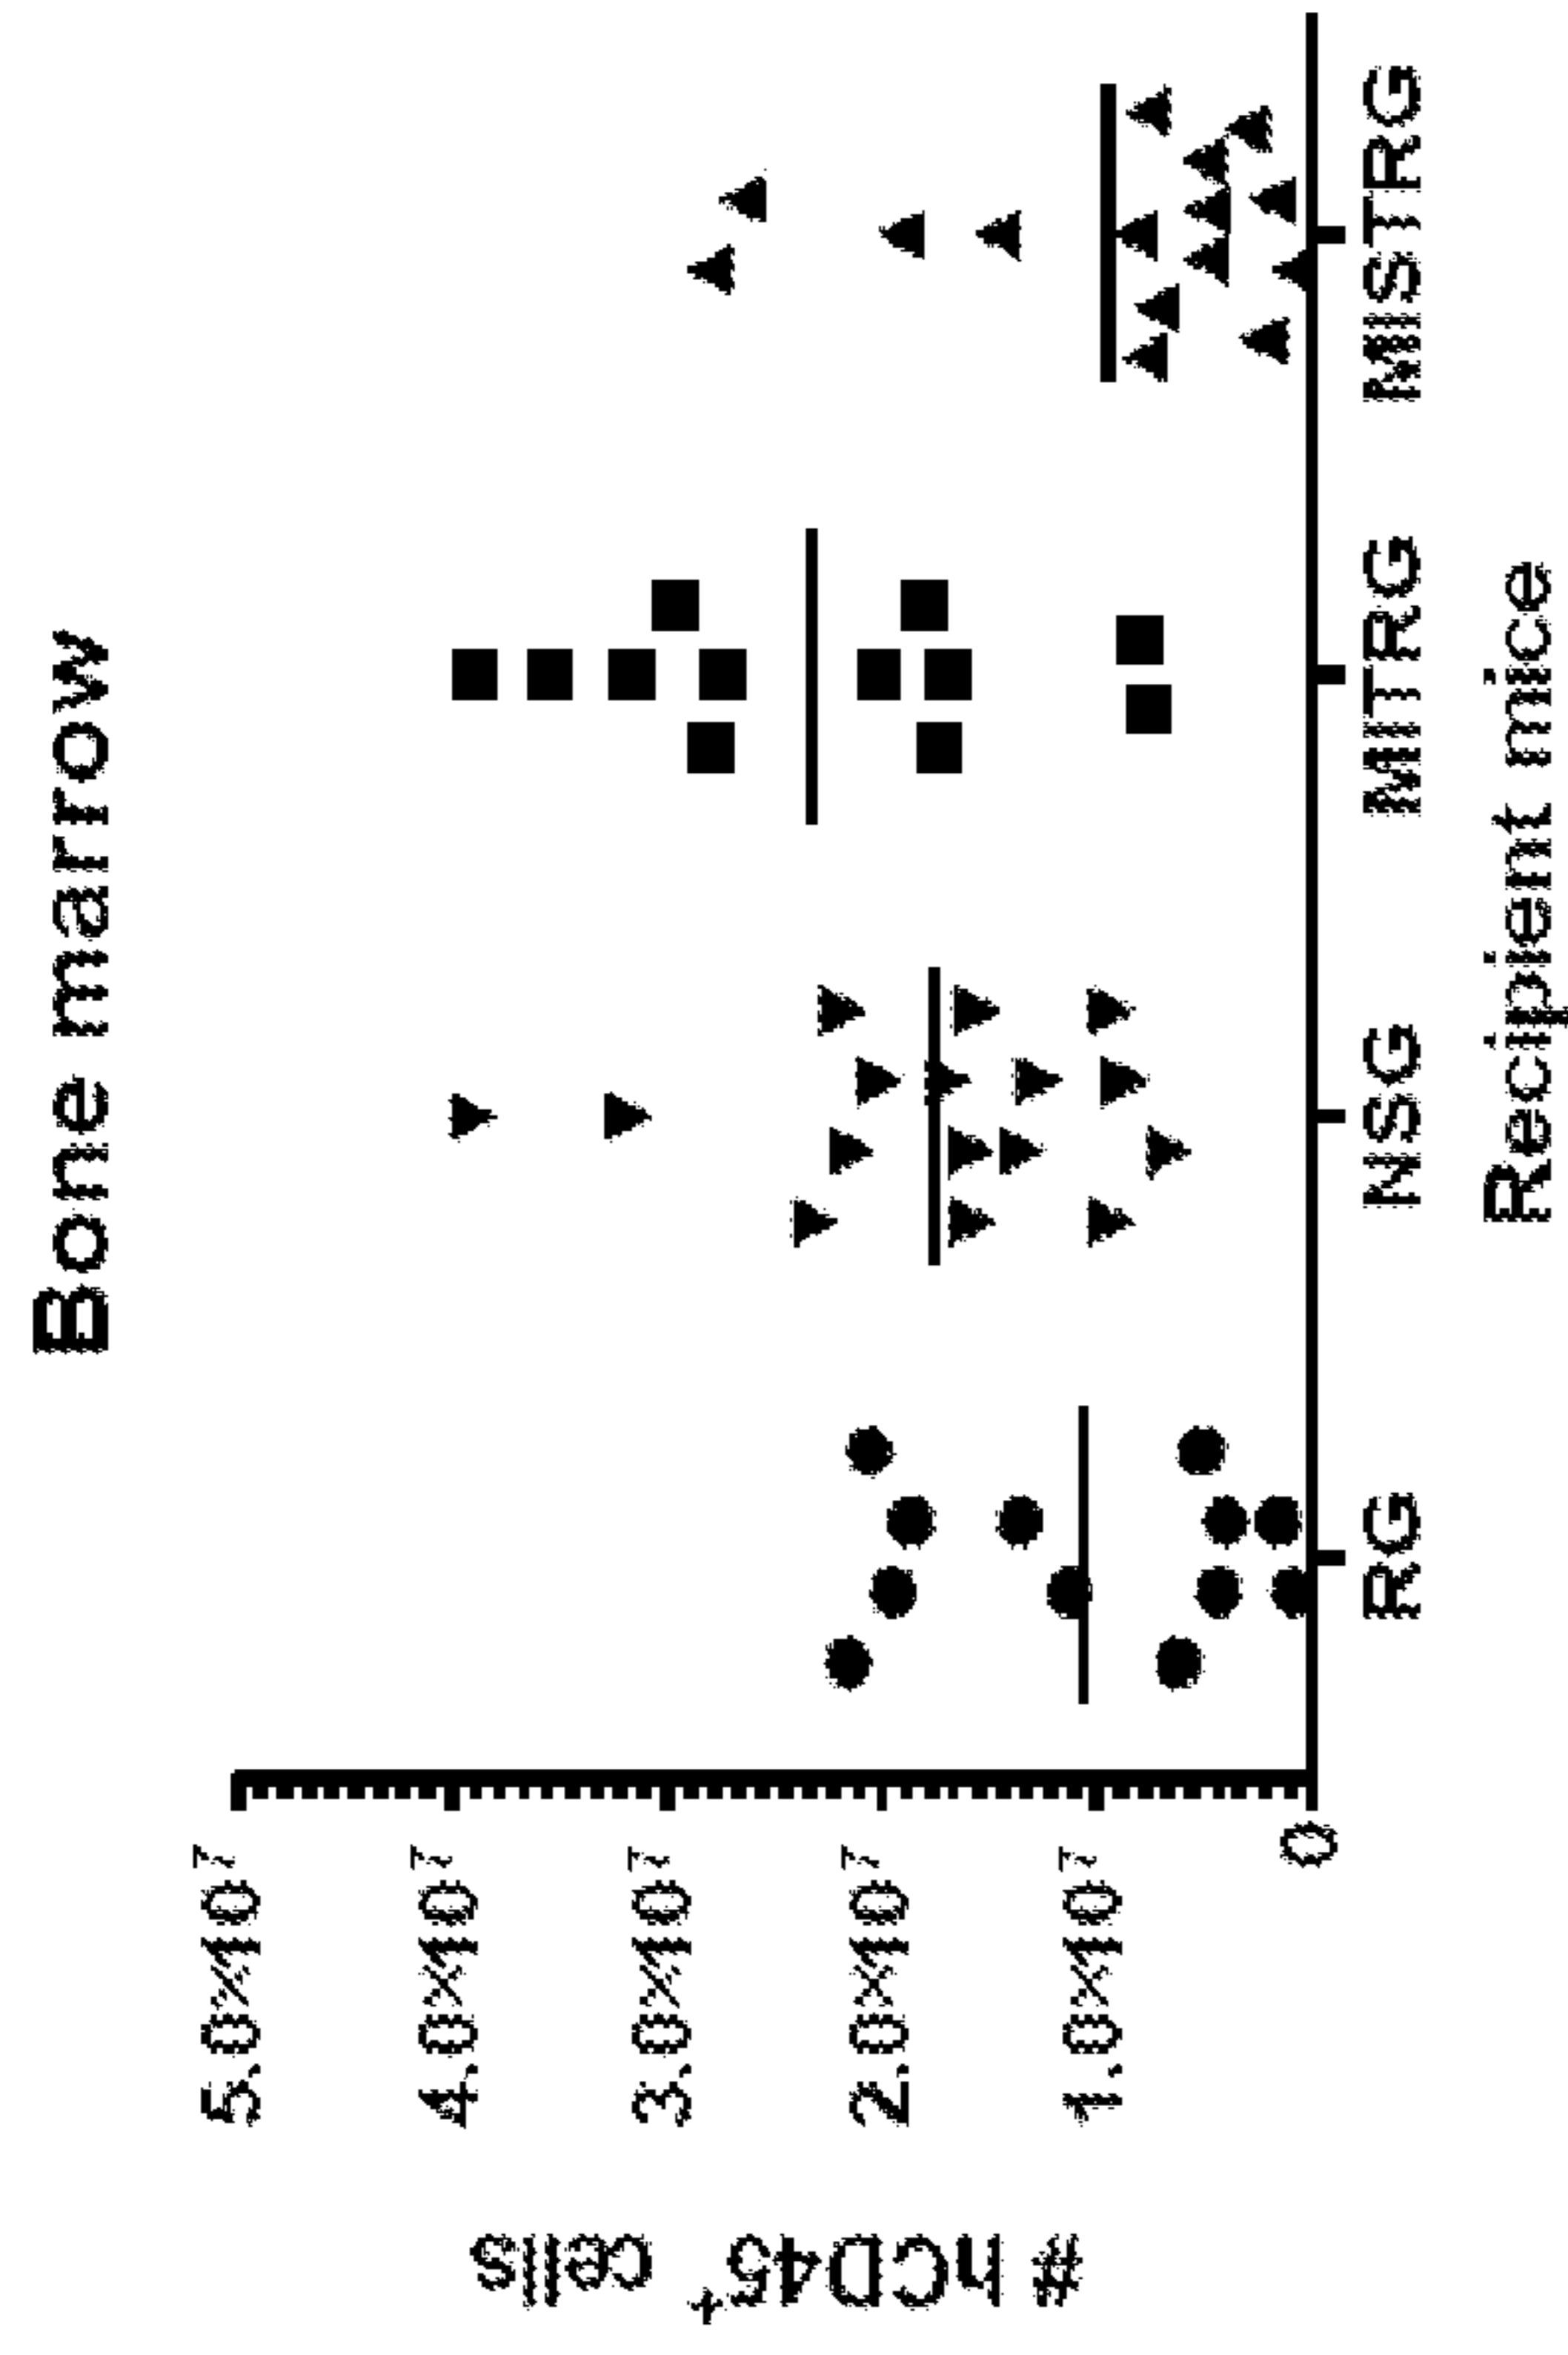 Bone marrow
# hCD45⁺ cells
5.0×10⁷
4.0×10⁷
3.0×10⁷
2.0×10⁷
1.0×10⁷
0
RG NSG MITRG MISTRG
Recipient mice